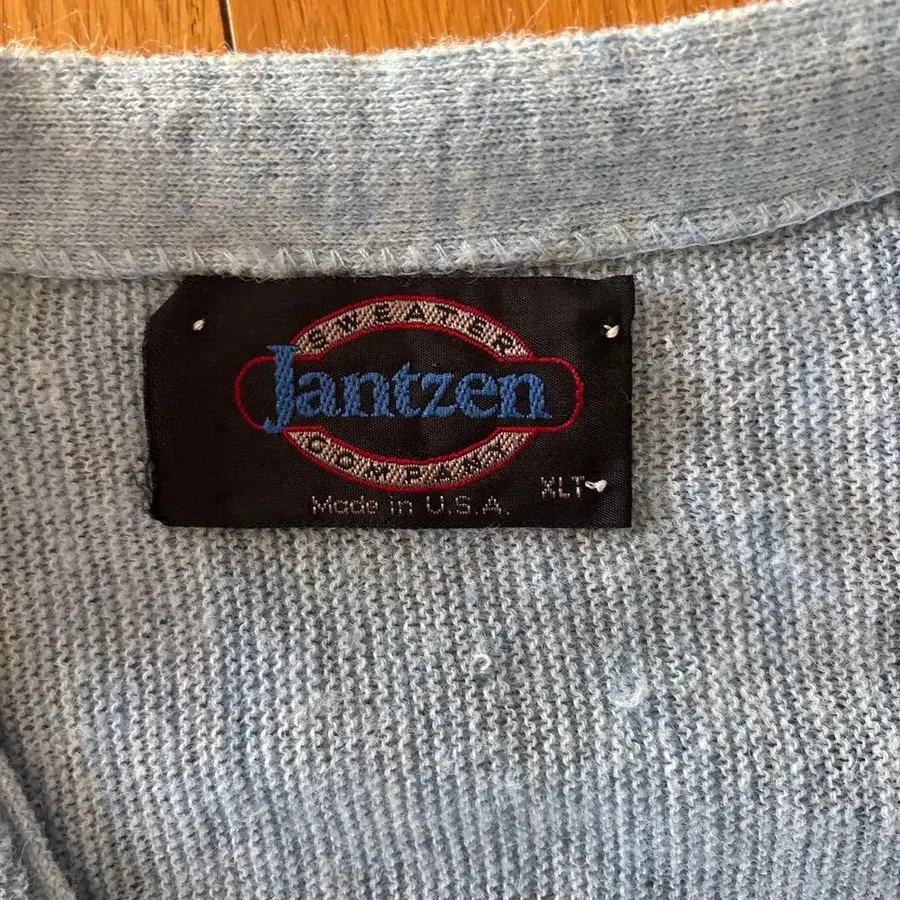 SWEATER
Jantzen
COMPANY
XLT
Made in U.S.A.